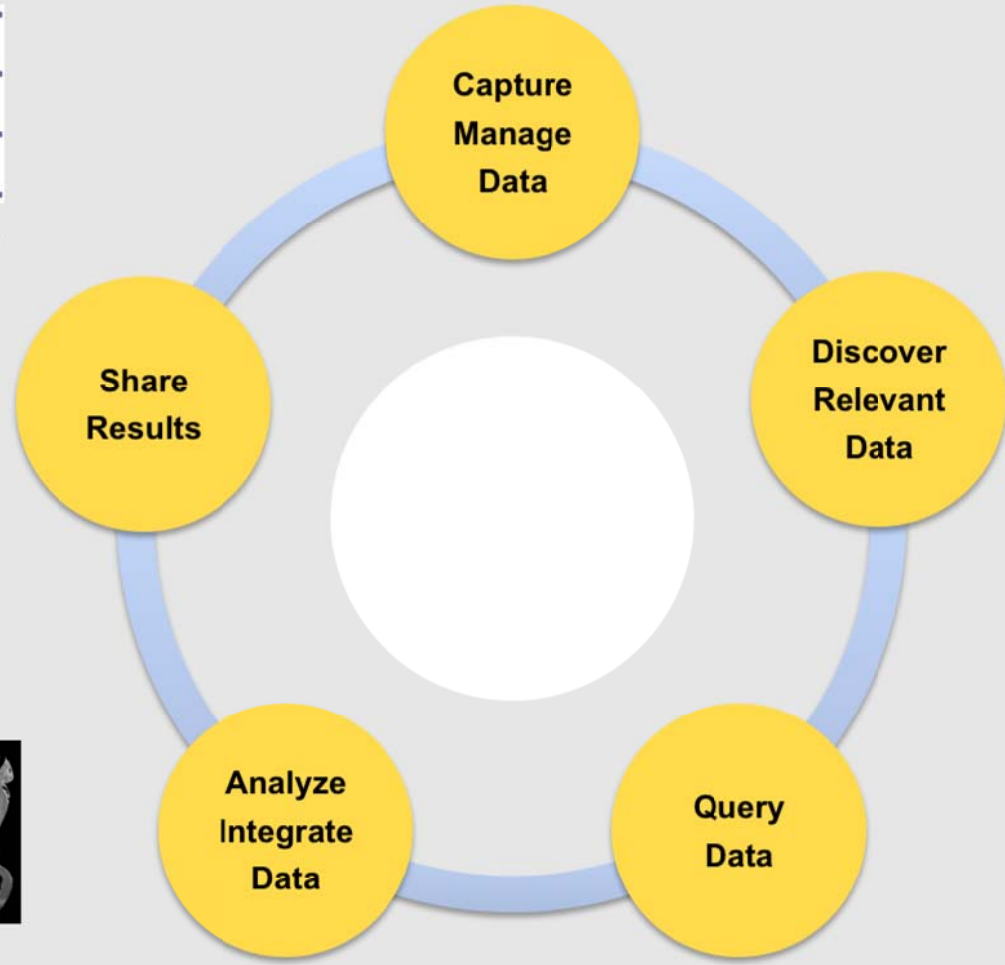 Capture
Manage
Data
Discover
Relevant
Data
Query
Data
Analyze
Integrate
Data
Share
Results